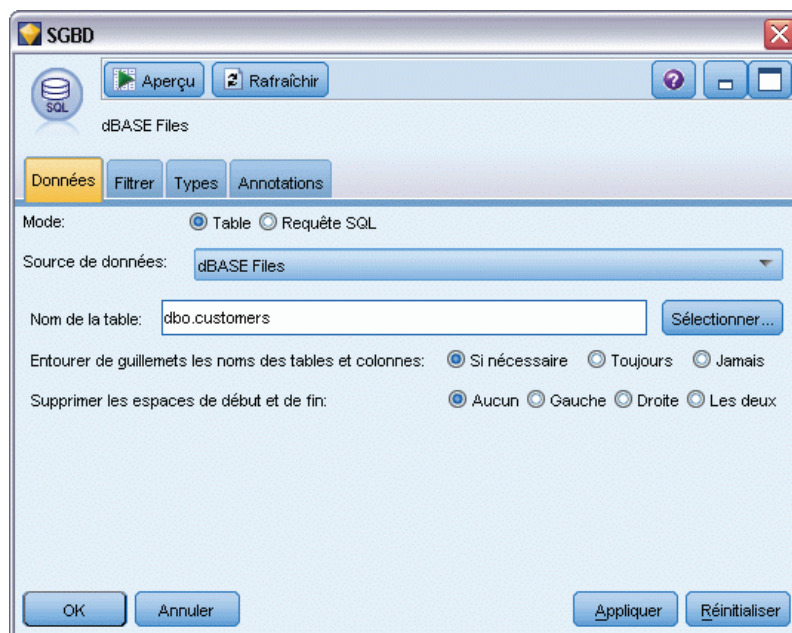 SGBD
Aperçu Rafraîchir
SQL
dBASE Files
Données Filtrer Types Annotations
Mode: Table Requête SQL
Source de données: dBASE Files
Nom de la table: dbo.customers Sélectionner...
Entourer de guillemets les noms des tables et colonnes: Si nécessaire Toujours Jamais
Supprimer les espaces de début et de fin: Aucun Gauche Droite Les deux
OK Annuler Appliquer Réinitialiser